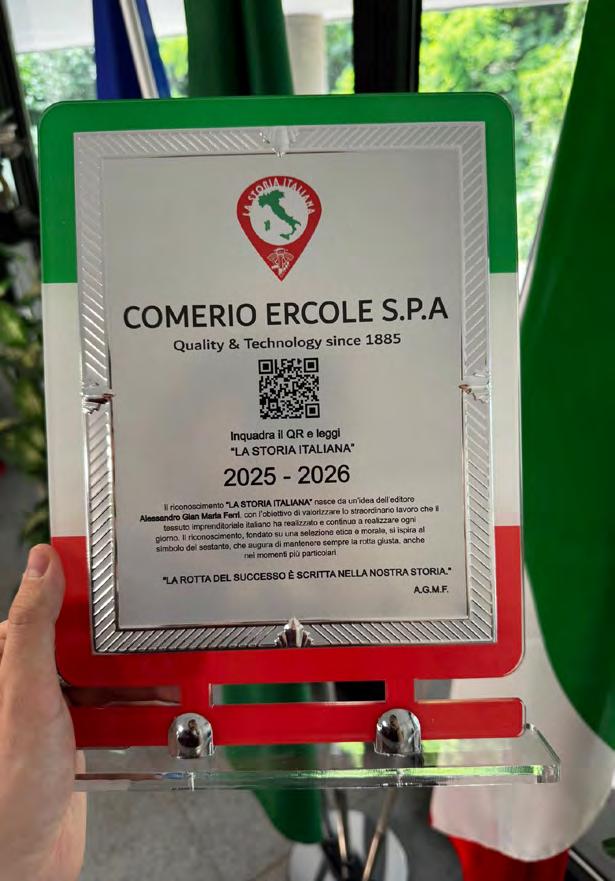 LA STORIA ITALIANA
COMERIO ERCOLE S.P.A
Quality & Technology since 1885
Inquadra il QR e leggi
“LA STORIA ITALIANA”
2025 - 2026
Il riconoscimento “LA STORIA ITALIANA” nasce da un’idea dell’editore
Alessandro Gian Maria Ferri, con l’obiettivo di valorizzare lo straordinario lavoro che il
tessuto imprenditoriale italiano ha realizzato e continua a realizzare ogni
giorno. Il riconoscimento, fondato su una selezione etica e morale, si ispira al
simbolo del sestante, che augura di mantenere sempre la rotta giusta, anche
nei momenti più particolari
“LA ROTTA DEL SUCCESSO È SCRITTA NELLA NOSTRA STORIA.”
A.G.M.F.